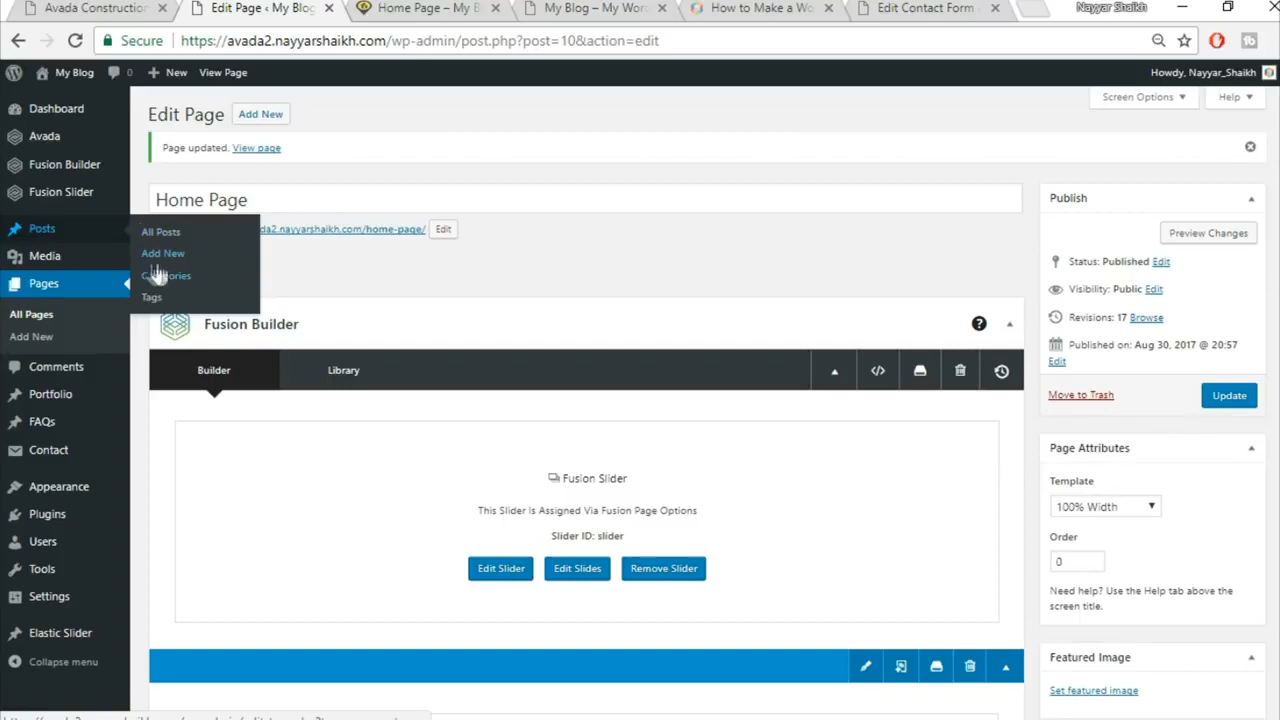 Avada Construction
Edit Page ‹ My Blog
Home Page – My B
My Blog – My Wor
How to Make a Wo
Edit Contact Form
Nayyar Shaikh
Secure
https://avada2.nayyarshaikh.com/wp-admin/post.php?post=10&action=edit
My Blog
0
New
View Page
Howdy, Nayyar_Shaikh
Dashboard
Avada
Fusion Builder
Fusion Slider
Posts
Media
Pages
All Pages
Add New
Comments
Portfolio
FAQs
Contact
Appearance
Plugins
Users
Tools
Settings
Elastic Slider
Collapse menu
All Posts
Add New
Tags
Edit Page
Add New
Screen Options
Help
Page updated. View page
Home Page
da2.nayyarshaikh.com/home-page/
Edit
Fusion Builder
Builder
Library
Fusion Slider
This Slider Is Assigned Via Fusion Page Options
Slider ID: slider
Edit Slider
Edit Slides
Remove Slider
Publish
Preview Changes
Status: Published Edit
Visibility: Public Edit
Revisions: 17 Browse
Published on: Aug 30, 2017 @ 20:57
Edit
Move to Trash
Update
Page Attributes
Template
100% Width
Order
0
Need help? Use the Help tab above the
screen title.
Featured Image
Set featured image